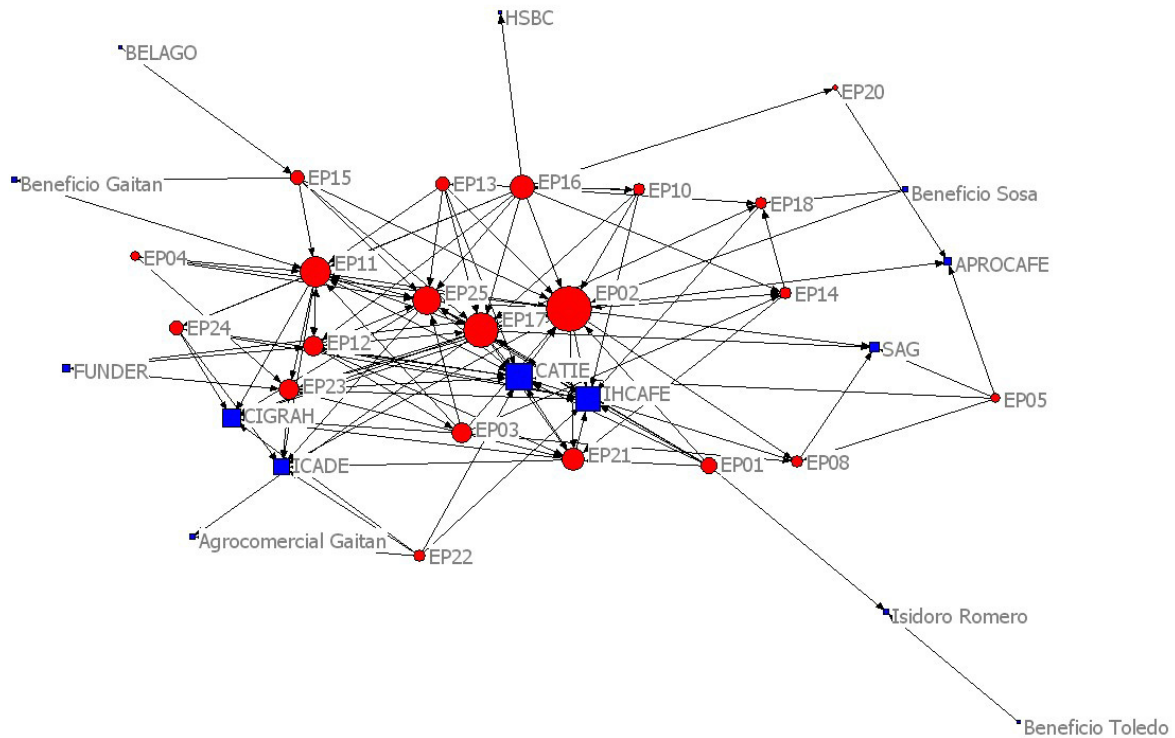 HSBC
BELAGO
EP20
EP15
EP13
EP16
EP10
Beneficio Gaitan
EP18
Beneficio Sosa
EP04
EP11
APROCAFE
EP25
EP02
EP14
EP24
EP17
EP12
SAG
FUNDER
CATIE
EP23
IHCAFE
EP05
CIGRAH
EP03
ICADE
EP21
EP01
EP08
Agrocomercial Gaitan
EP22
Isidoro Romero
Beneficio Toledo